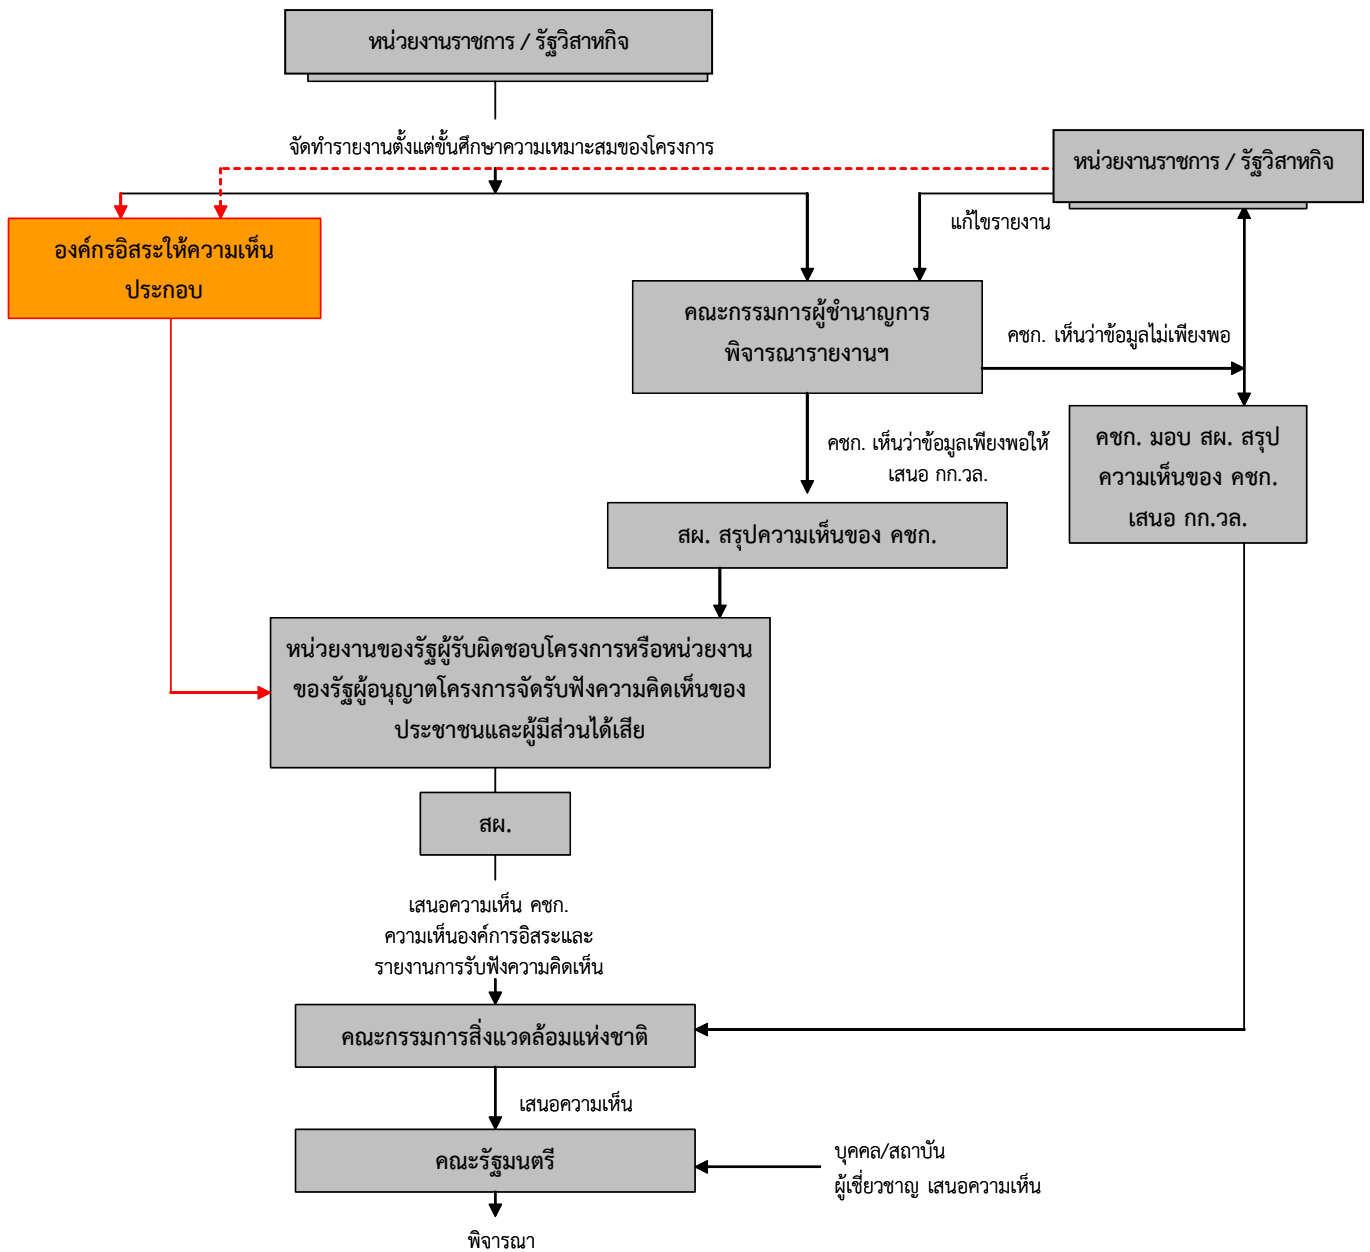 หน่วยงานราชการ / รัฐวิสาหกิจ
จัดทำรายงานตั้งแต่ขั้นศึกษาความเหมาะสมของโครงการ
หน่วยงานราชการ / รัฐวิสาหกิจ
แก้ไขรายงาน
องค์กรอิสระให้ความเห็น
ประกอบ
คณะกรรมการผู้ชำนาญการ
พิจารณารายงานฯ
คชก. เห็นว่าข้อมูลไม่เพียงพอ
คชก. เห็นว่าข้อมูลเพียงพอให้
เสนอ กก.วล.
คชก. มอบ สผ. สรุป
ความเห็นของ คชก.
เสนอ กก.วล.
สผ. สรุปความเห็นของ คชก.
หน่วยงานของรัฐผู้รับผิดชอบโครงการหรือหน่วยงาน
ของรัฐผู้อนุญาตโครงการจัดรับฟังความคิดเห็นของ
ประชาชนและผู้มีส่วนได้เสีย
สผ.
เสนอความเห็น คชก.
ความเห็นองค์การอิสระและ
รายงานการรับฟังความคิดเห็น
คณะกรรมการสิ่งแวดล้อมแห่งชาติ
เสนอความเห็น
คณะรัฐมนตรี
บุคคล/สถาบัน
ผู้เชี่ยวชาญ เสนอความเห็น
พิจารณา